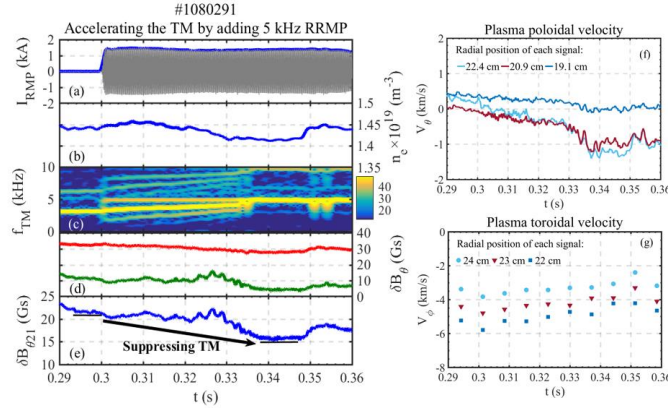 #1080291
Accelerating the TM by adding 5 kHz RRMP
I_RMP (kA)
2
1
0
-1
-2
(a)
n_e×10^19 (m^-3)
1.5
1.45
1.4
1.35
(b)
f_TM (kHz)
10
5
0
(c)
40
30
20
10
δB_θ (Gs)
40
20
0
(d)
δB_θ21 (Gs)
25
20
15
10
(e)
Suppressing TM
0.29 0.3 0.31 0.32 0.33 0.34 0.35 0.36
t (s)
Plasma poloidal velocity
(f)
Radial position of each signal:
22.4 cm 20.9 cm 19.1 cm
V_θ (km/s)
2
1
0
-1
-2
0.29 0.3 0.31 0.32 0.33 0.34 0.35 0.36
t (s)
Plasma toroidal velocity
(g)
Radial position of each signal:
24 cm 23 cm 22 cm
V_ϕ (km/s)
0
-2
-4
-6
-8
0.29 0.3 0.31 0.32 0.33 0.34 0.35 0.36
t (s)